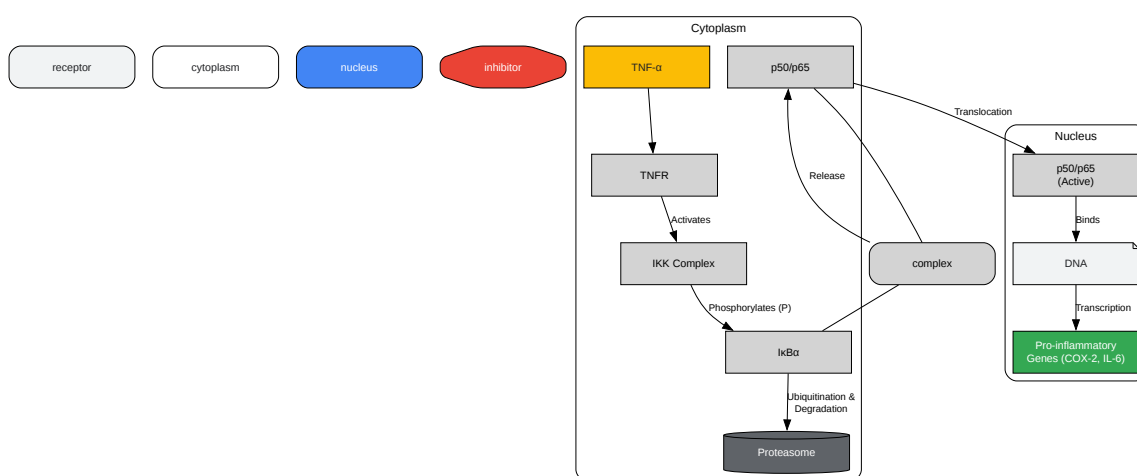 Cytoplasm
receptor
cytoplasm
nucleus
inhibitor
TNF-α
p50/p65
Translocation
Nucleus
TNFR
Release
p50/p65
(Active)
Activates
Binds
IKK Complex
complex
DNA
Phosphorylates (P)
Transcription
IκBα
Pro-inflammatory
Genes (COX-2, IL-6)
Ubiquitination &
Degradation
Proteasome